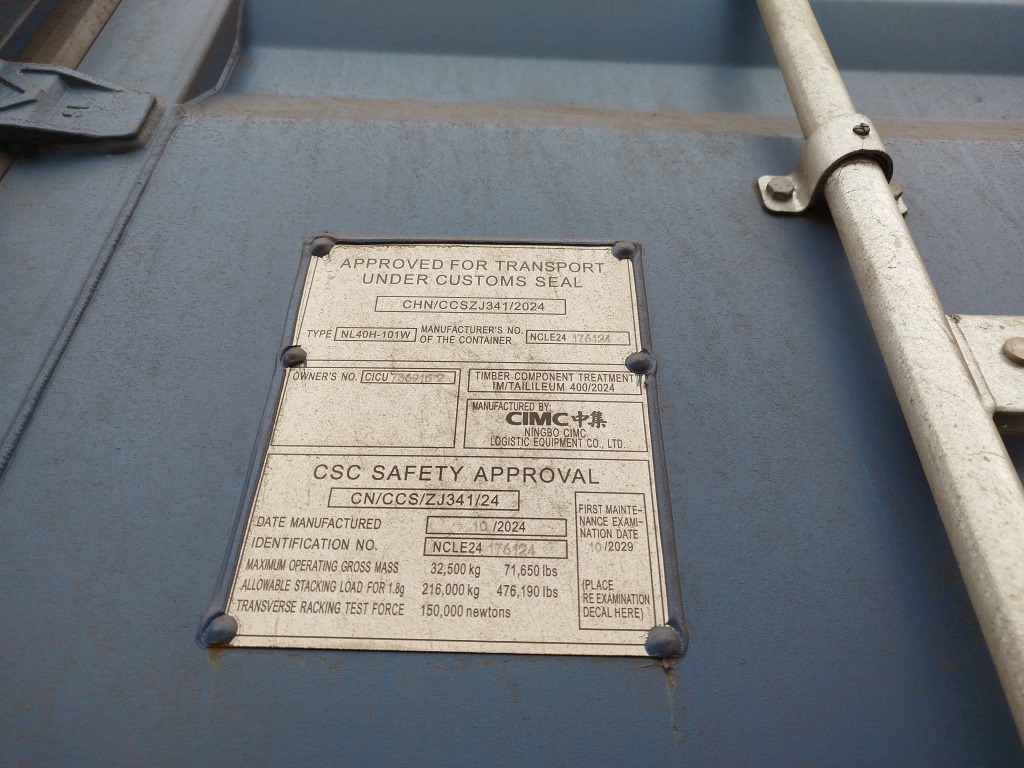 APPROVED FOR TRANSPORT
UNDER CUSTOMS SEAL
CHN/CCSZJ341/2024
TYPE NL40H-101W MANUFACTURER'S NO. OF THE CONTAINER NCLE24 176124
OWNER'S NO. CICU
TIMBER COMPONENT TREATMENT
IM/TAILILEUM 400/2024
MANUFACTURED BY:
CIMC 中集
NINGBO CIMC
LOGISTIC EQUIPMENT CO., LTD.
CSC SAFETY APPROVAL
CN/CCS/ZJ341/24
DATE MANUFACTURED 10/2024
IDENTIFICATION NO. NCLE24 176124
MAXIMUM OPERATING GROSS MASS 32,500 kg 71,650 lbs
ALLOWABLE STACKING LOAD FOR 1.8g 216,000 kg 476,190 lbs
TRANSVERSE RACKING TEST FORCE 150,000 newtons
FIRST MAINTE-
NANCE EXAMI-
NATION DATE
10/2029
(PLACE
RE EXAMINATION
DECAL HERE)